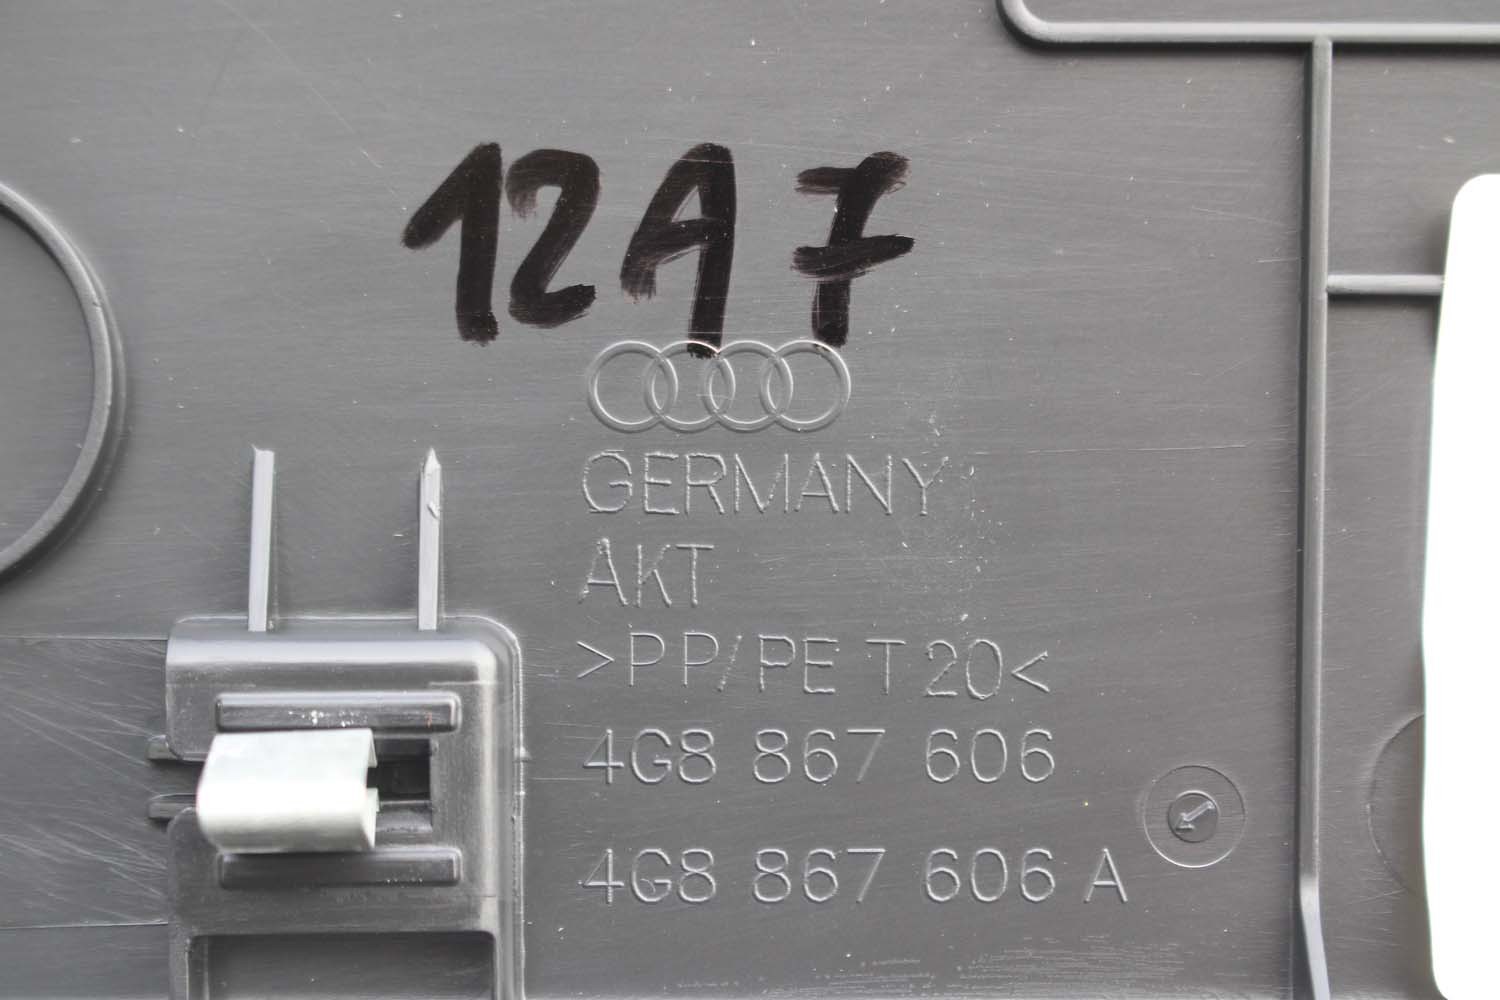 12A7
GERMANY
AKT
>PP/PE T20<
4G8 867 606
4G8 867 606 A